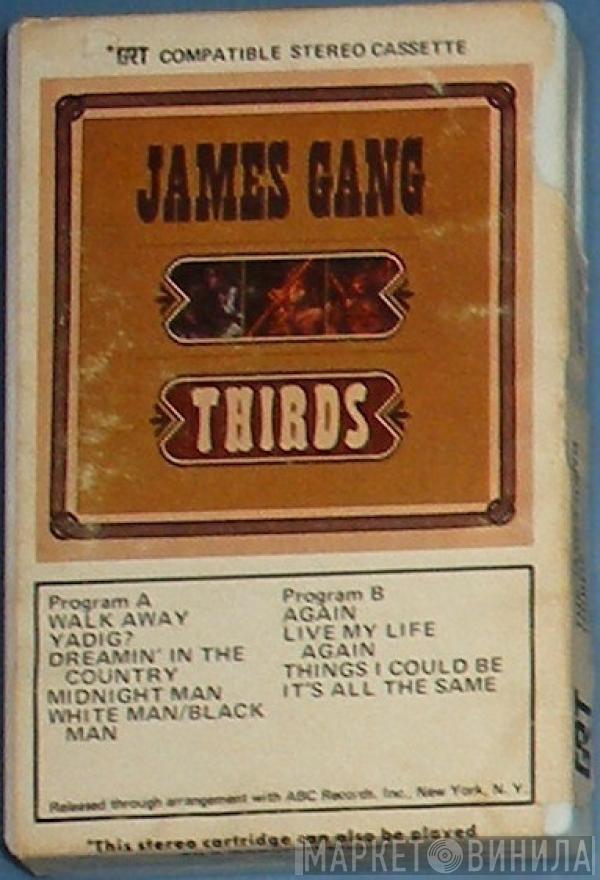 *GRT COMPATIBLE STEREO CASSETTE
JAMES GANG
THIRDS
Program A
WALK AWAY
YADIG?
DREAMIN' IN THE
COUNTRY
MIDNIGHT MAN
WHITE MAN/BLACK
MAN
Program B
AGAIN
LIVE MY LIFE
AGAIN
THINGS I COULD BE
IT'S ALL THE SAME
Released through arrangement with ABC Records, Inc., New York, N. Y.
*This stereo cartridge can also be played
GRT
МАРКЕТ ВИНИЛА